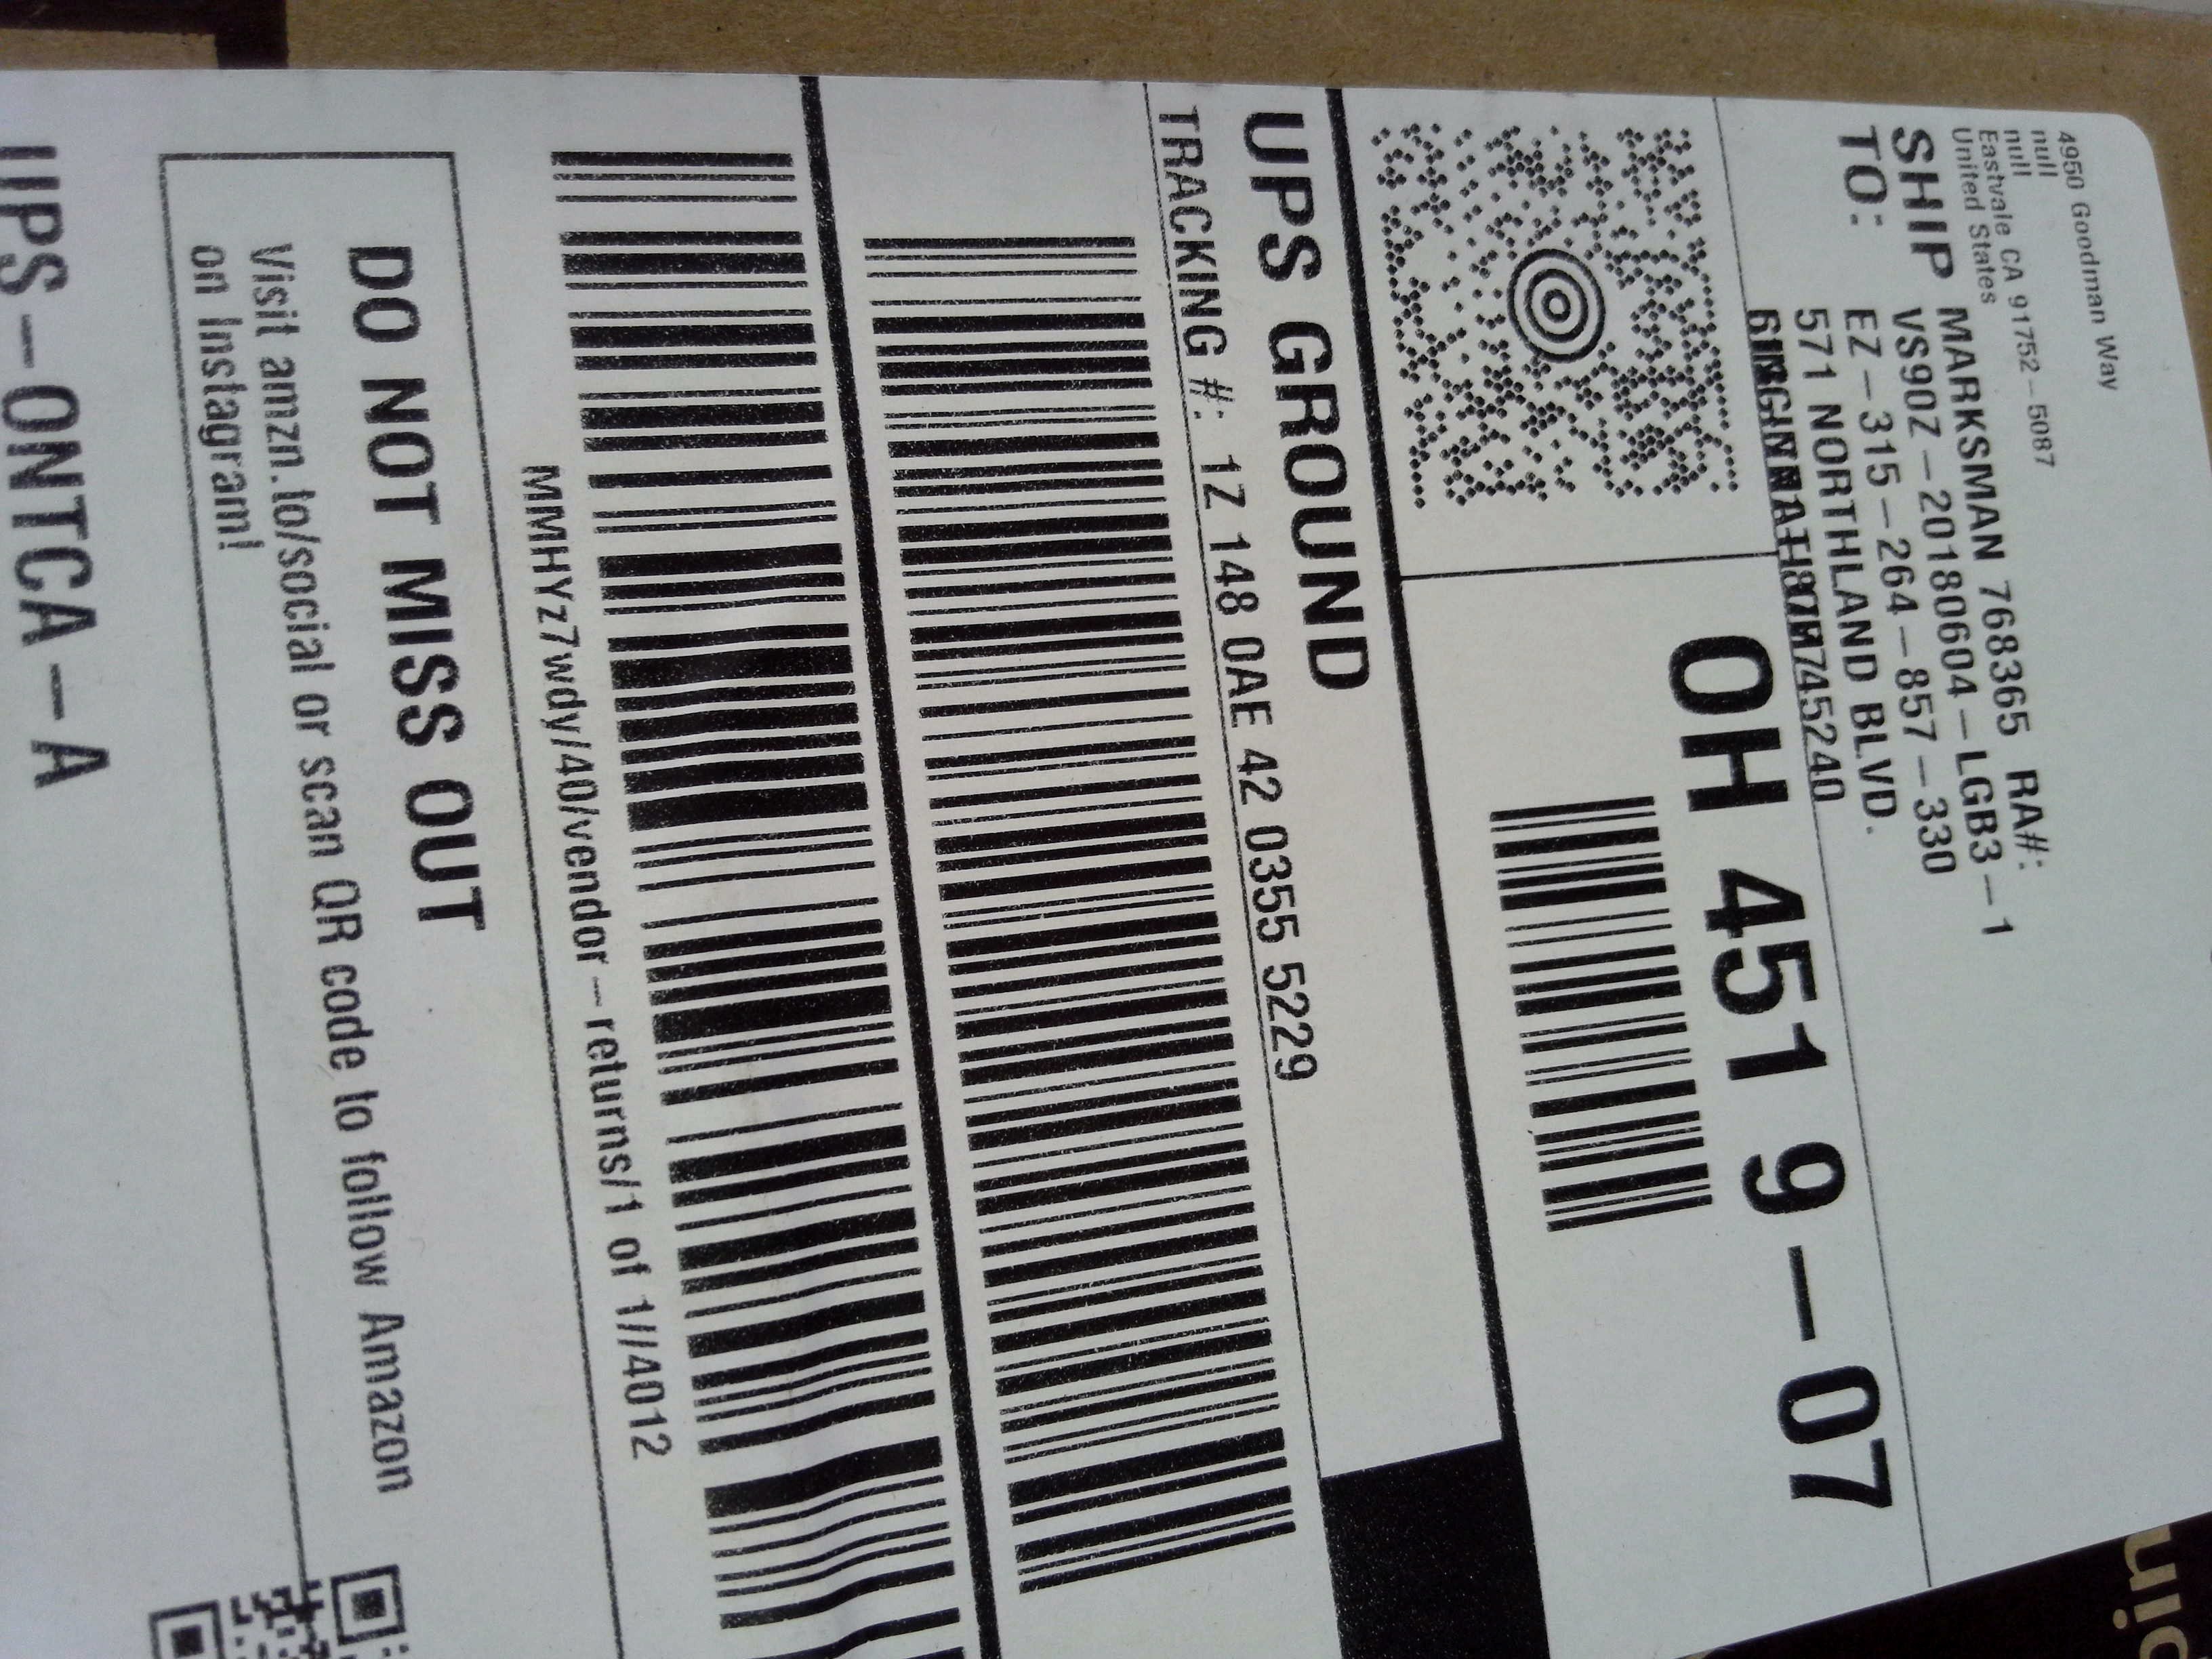 4950 Goodman Way
null
null
Eastvale CA 91752-5087
United States
SHIP
TO:
MARKSMAN 768365 RA#:
VS90Z-20180604-LGB3-1
EZ-315-264-857-330
571 NORTHLAND BLVD.
OH 451 9-07
UPS GROUND
TRACKING #: 1Z 148 0AE 42 0355 5229
MMHYz7wdy/40/vendor-returns/1 of 1//4012
DO NOT MISS OUT
Visit amzn.to/social or scan QR code to follow Amazon
on Instagram!
UPS-ONTCA-A